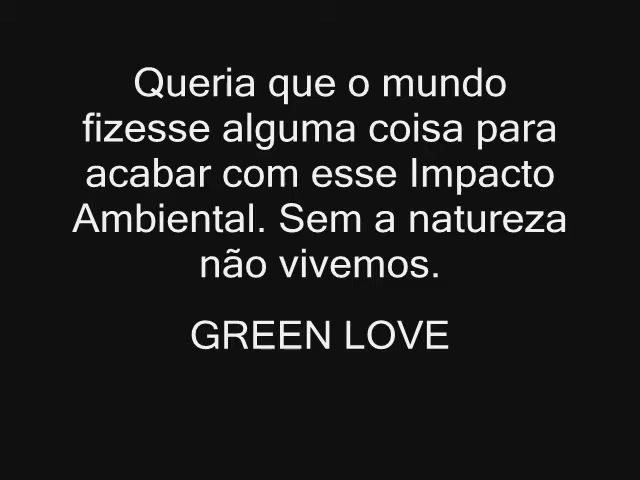 Queria que o mundo
fizesse alguma coisa para
acabar com esse Impacto
Ambiental. Sem a natureza
não vivemos.
GREEN LOVE